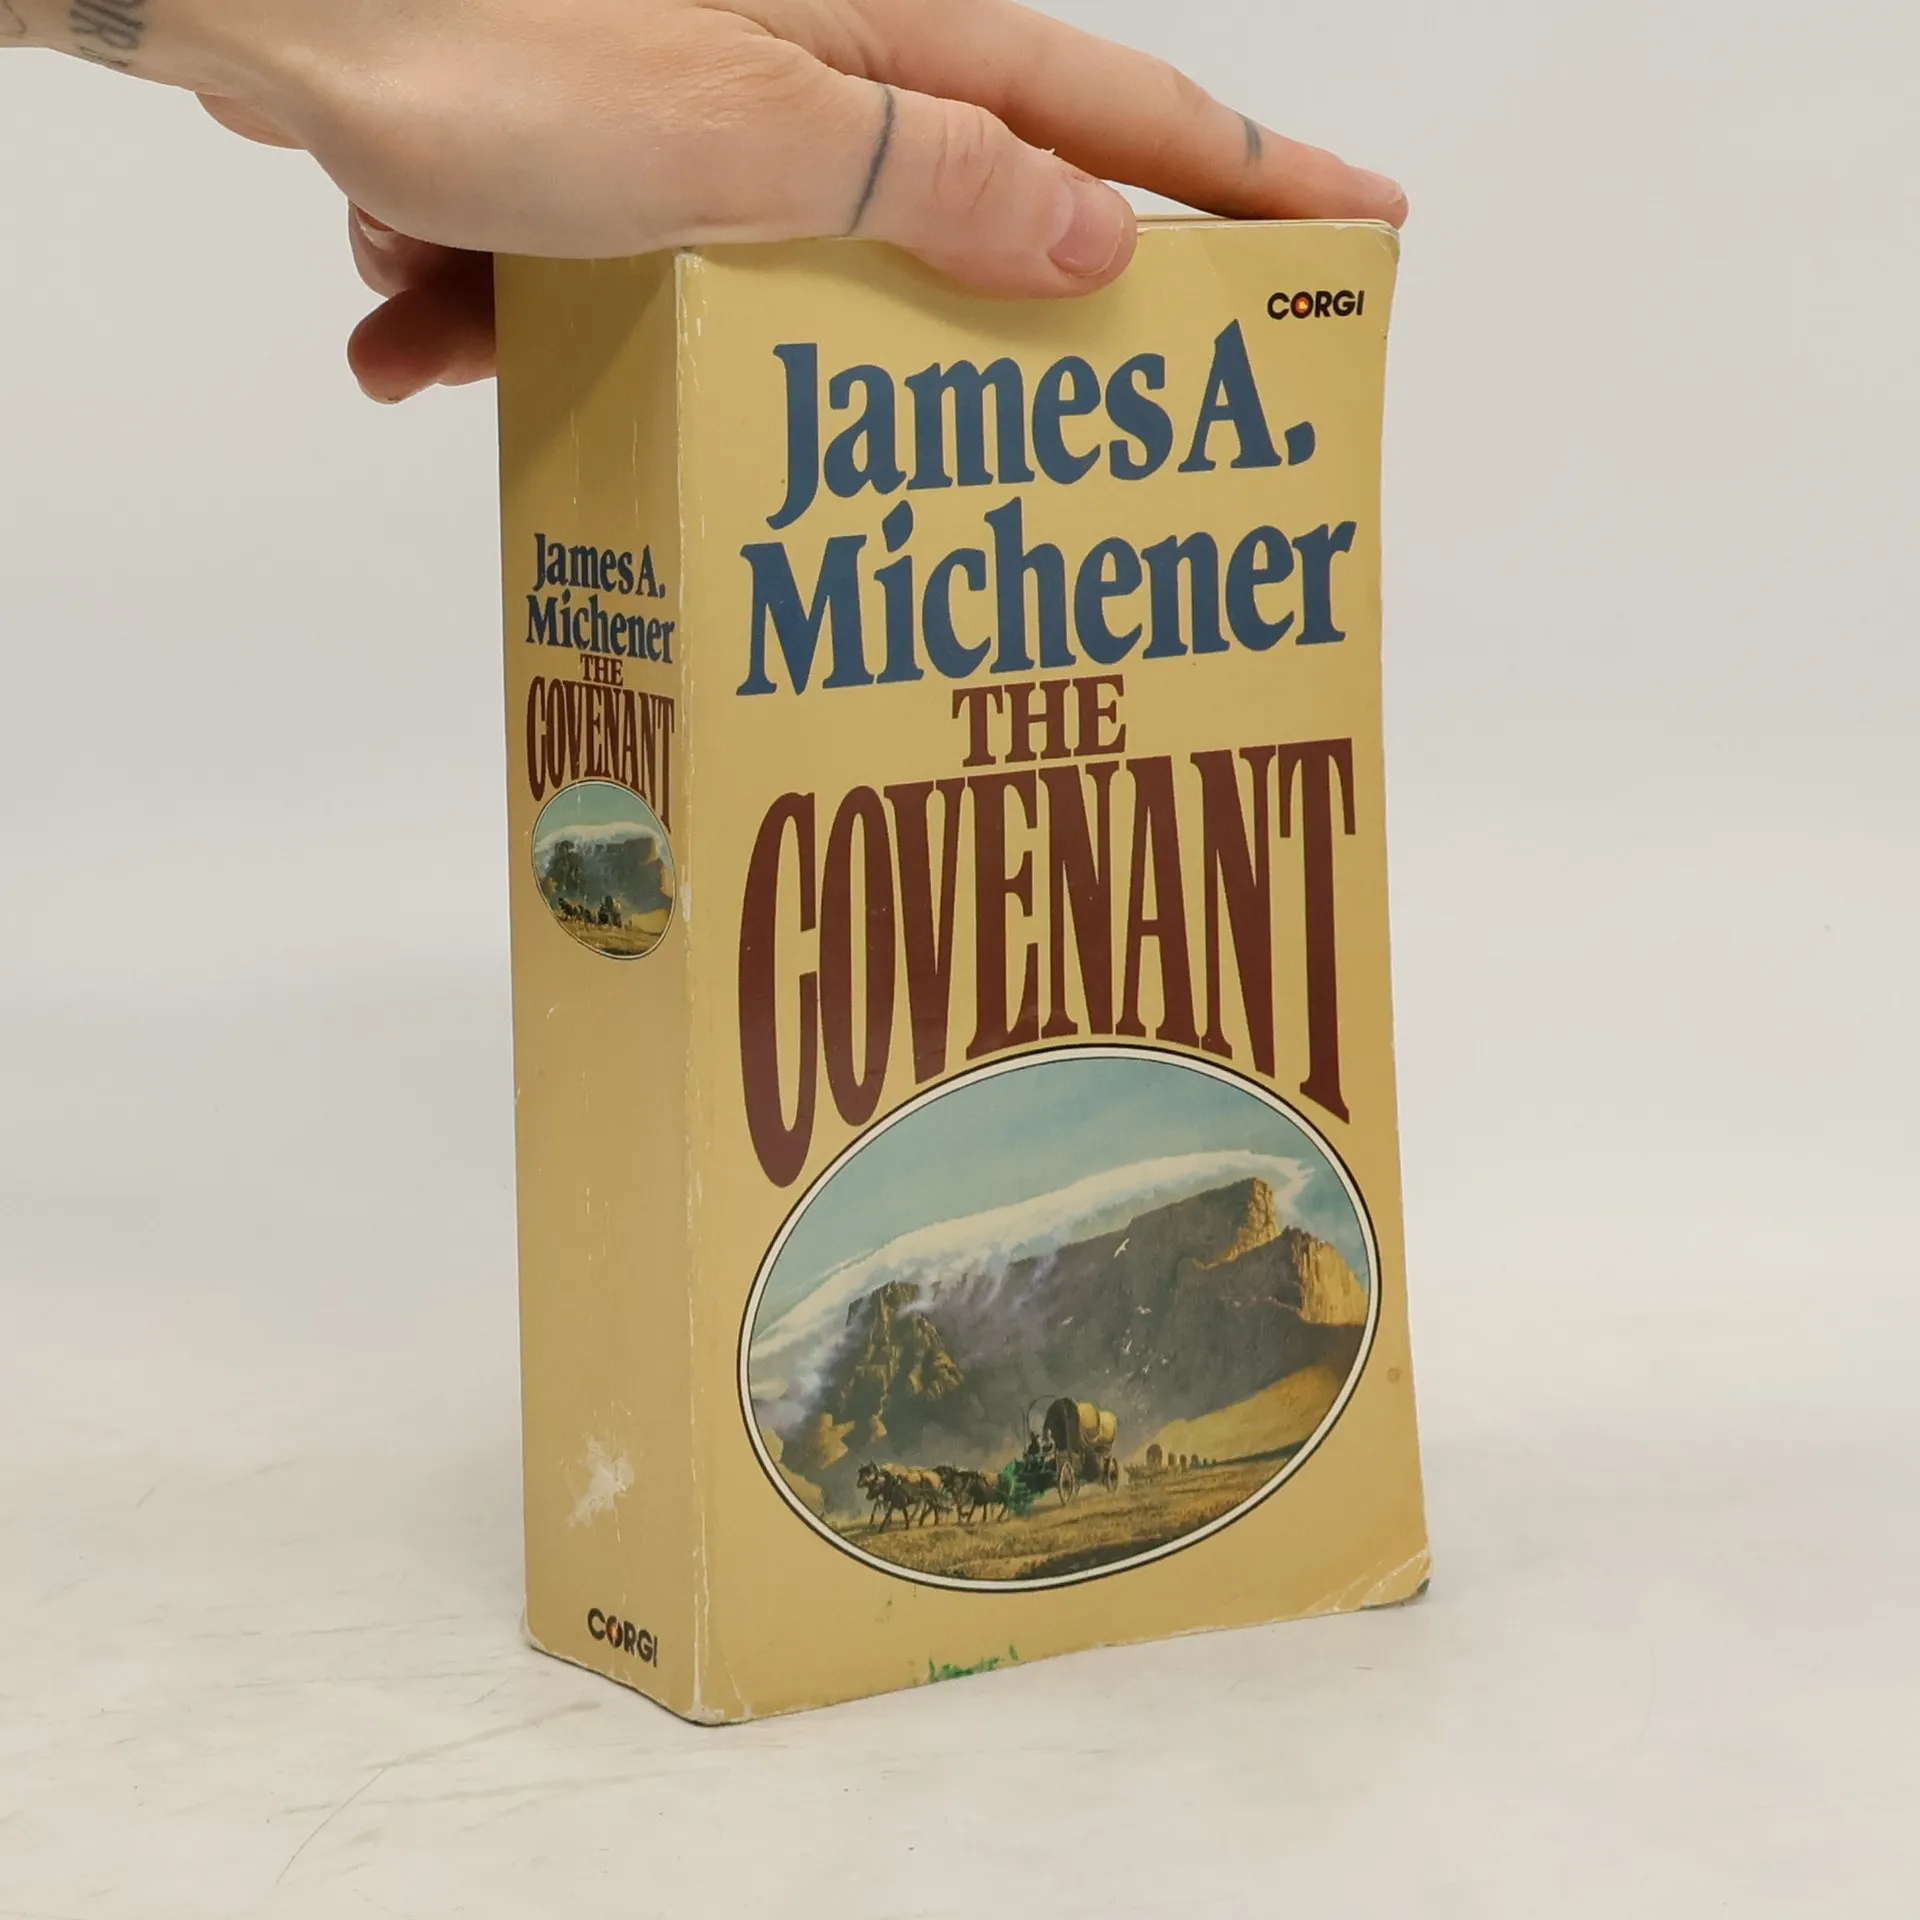 CORGI
James A.
Michener
THE
COVENANT
James A.
Michener
THE
COVENANT
CORGI